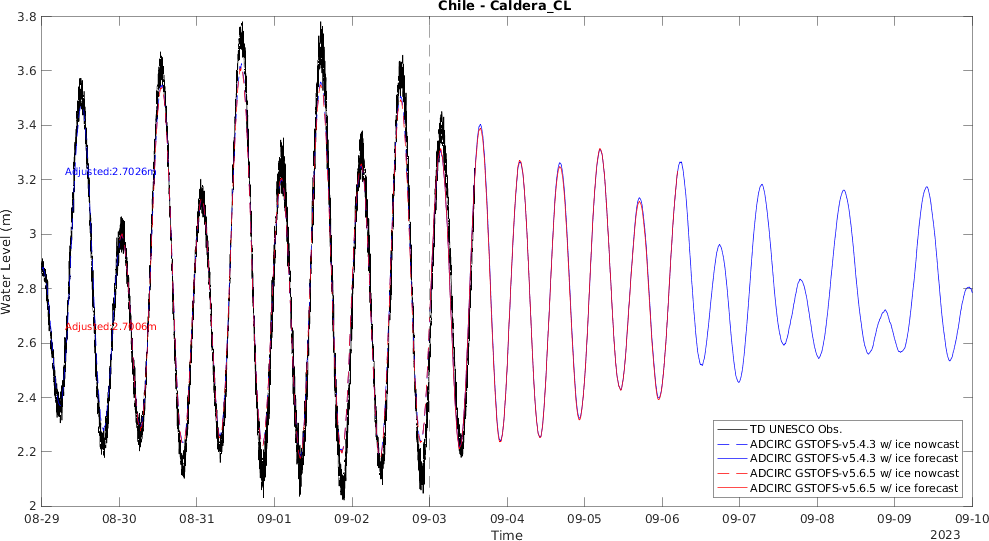 Chile - Caldera_CL
3.8
3.6
3.4
3.2
3
2.8
2.6
2.4
2.2
2
Water Level (m)
Adjusted:2.7026m
Adjusted:2.7006m
TD UNESCO Obs.
ADCIRC GSTOFS-v5.4.3 w/ ice nowcast
ADCIRC GSTOFS-v5.4.3 w/ ice forecast
ADCIRC GSTOFS-v5.6.5 w/ ice nowcast
ADCIRC GSTOFS-v5.6.5 w/ ice forecast
08-29 08-30 08-31 09-01 09-02 09-03 09-04 09-05 09-06 09-07 09-08 09-09 09-10
Time
2023